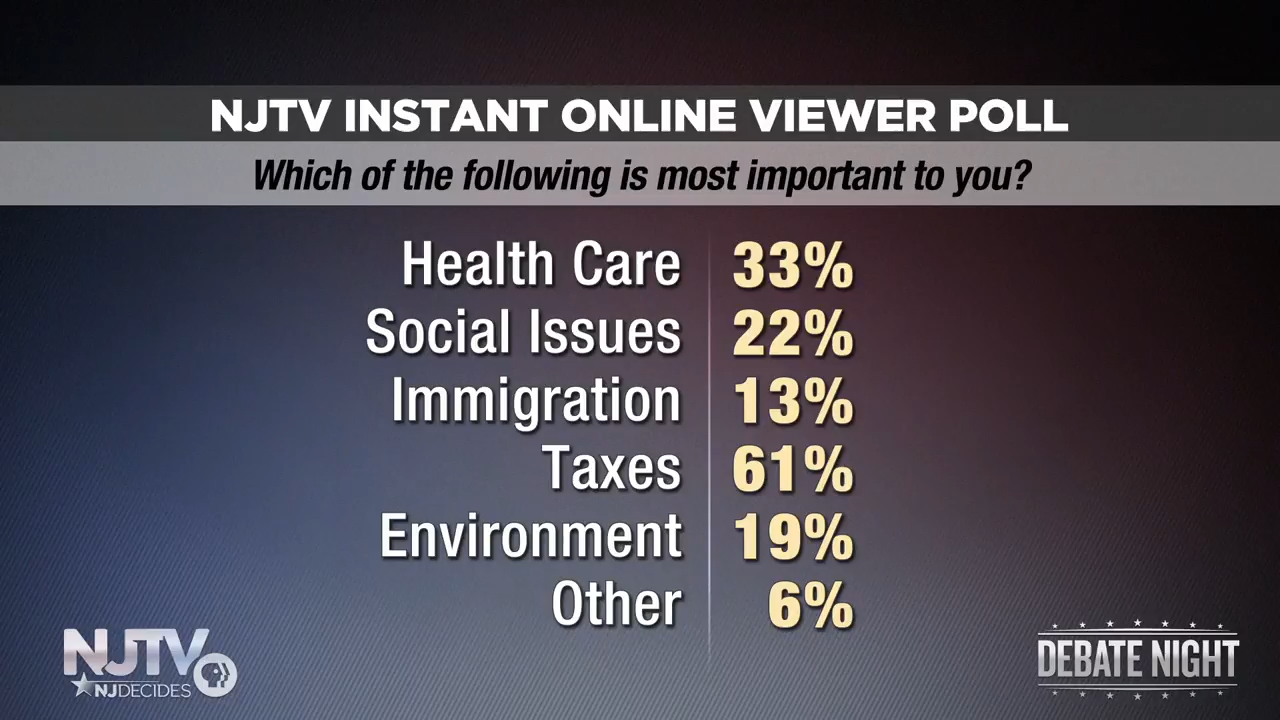 NJTV INSTANT ONLINE VIEWER POLL
Which of the following is most important to you?
Health Care 33%
Social Issues 22%
Immigration 13%
Taxes 61%
Environment 19%
Other 6%
NJTV
NJDECIDES
DEBATE NIGHT